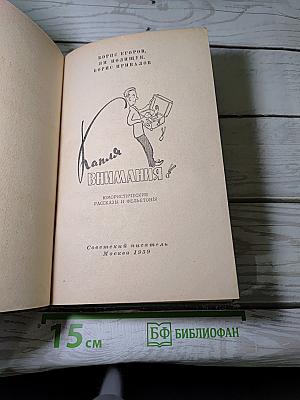 БОРИС ЕГОРОВ,
ЯН ПОЛИЩУК,
БОРИС ПРИВАЛОВ
Капля
ВНИМАНИЯ!
ЮМОРИСТИЧЕСКИЕ
РАССКАЗЫ И ФЕЛЬЕТОНЫ
Советский писатель
Москва 1959
15 см
БФ БИБЛИОФАН